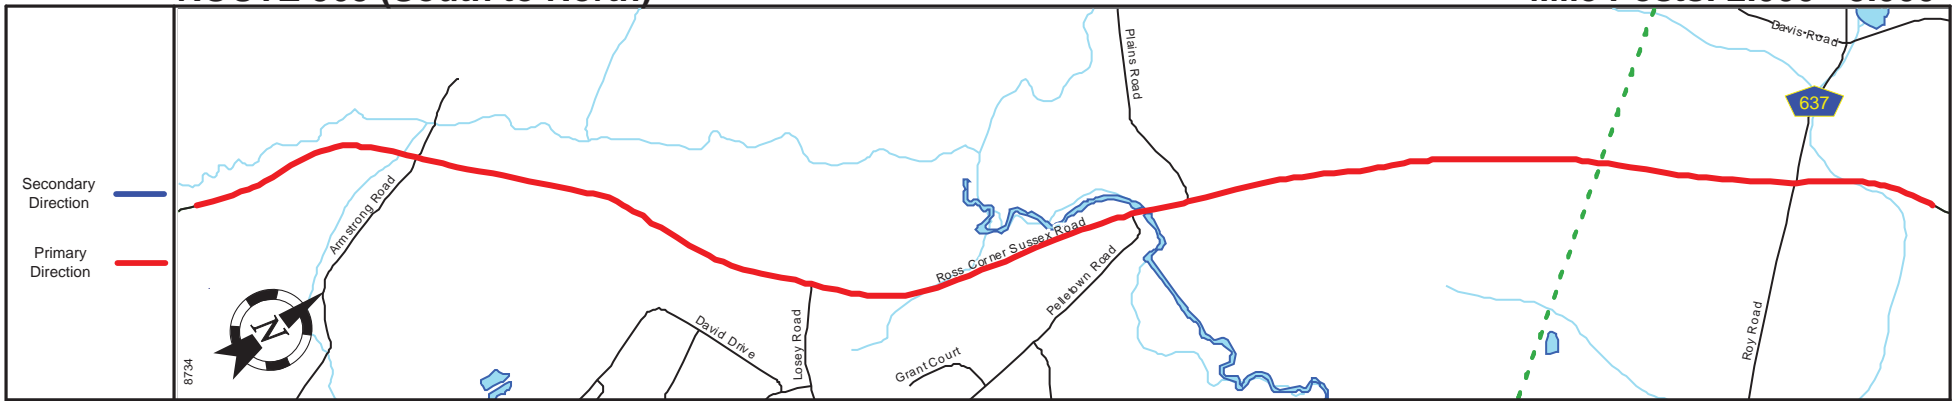 Secondary
Direction
Primary
Direction
8734
N
Armstrong Road
David Drive
Losey Road
Grant Court
Ross Corner Sussex Road
Pelletown Road
Plains Road
Davis Road
637
Roy Road